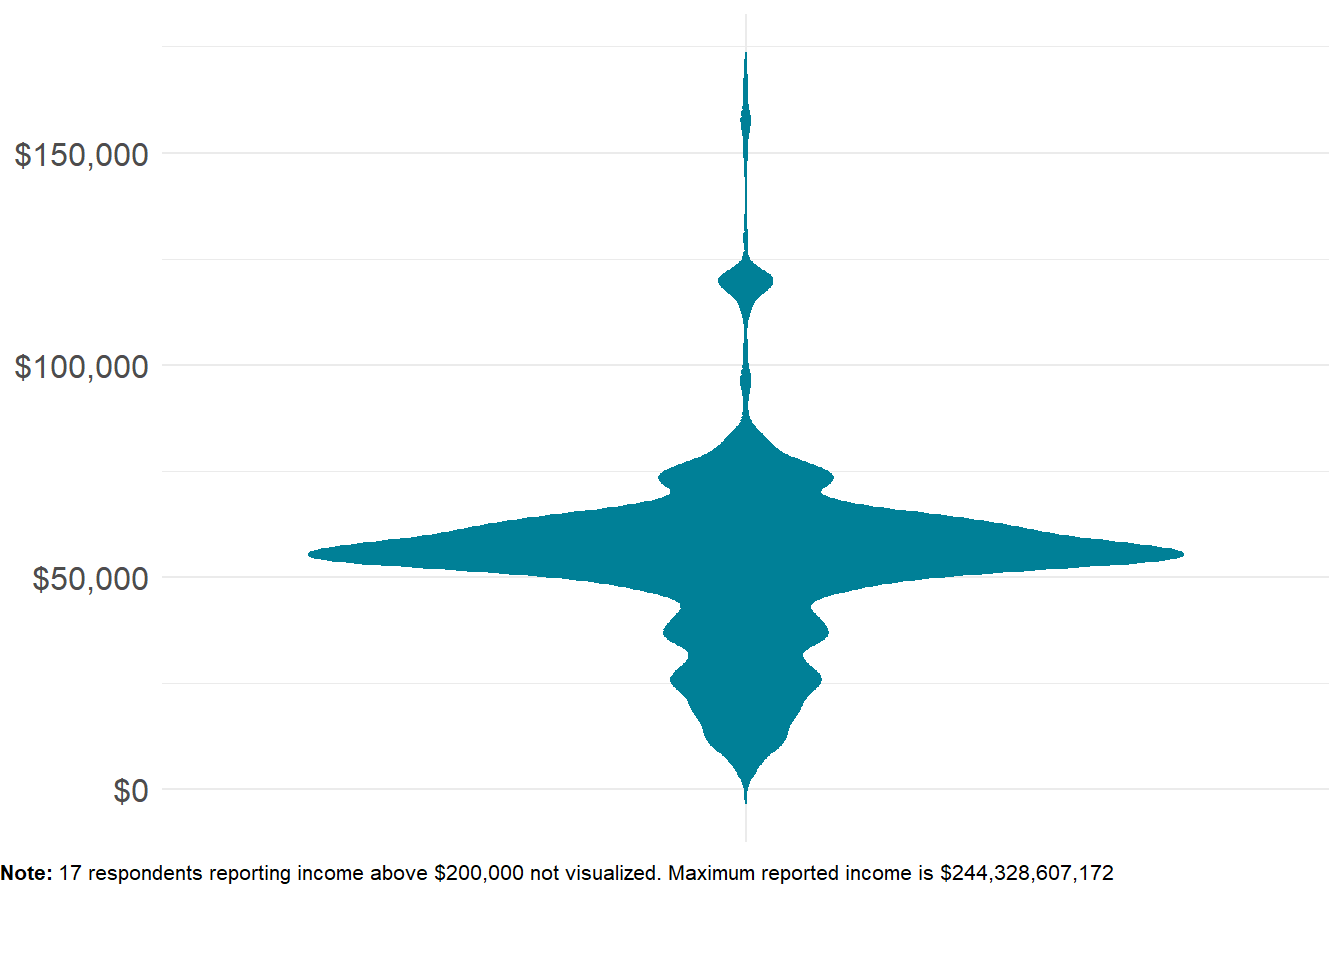 $150,000
$100,000
$50,000
$0
Note: 17 respondents reporting income above $200,000 not visualized. Maximum reported income is $244,328,607,172